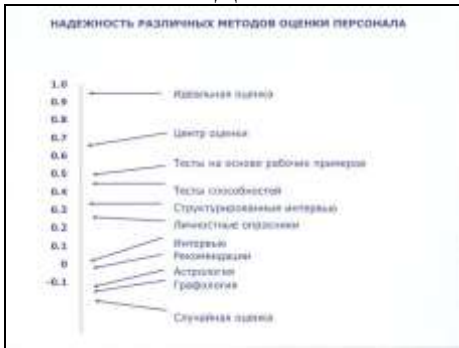 НАДЕЖНОСТЬ РАЗЛИЧНЫХ МЕТОДОВ ОЦЕНКИ ПЕРСОНАЛА
1.0
0.9
0.8
0.7
0.6
0.5
0.4
0.3
0.2
0.1
0
-0.1
Идеальная оценка
Центр оценки
Тесты на основе рабочих примеров
Тесты способностей
Структурированные интервью
Личностные опросники
Интервью
Рекомендации
Астрология
Графология
Случайная оценка